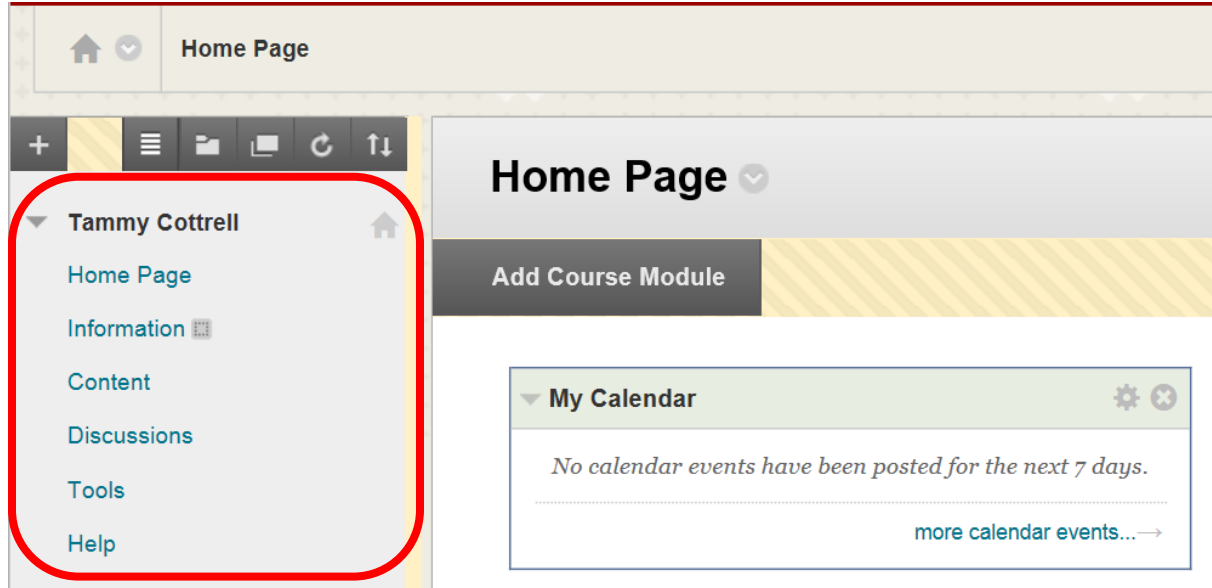 Home Page
Tammy Cottrell
Home Page
Information
Content
Discussions
Tools
Help
Home Page
Add Course Module
My Calendar
No calendar events have been posted for the next 7 days.
more calendar events...→